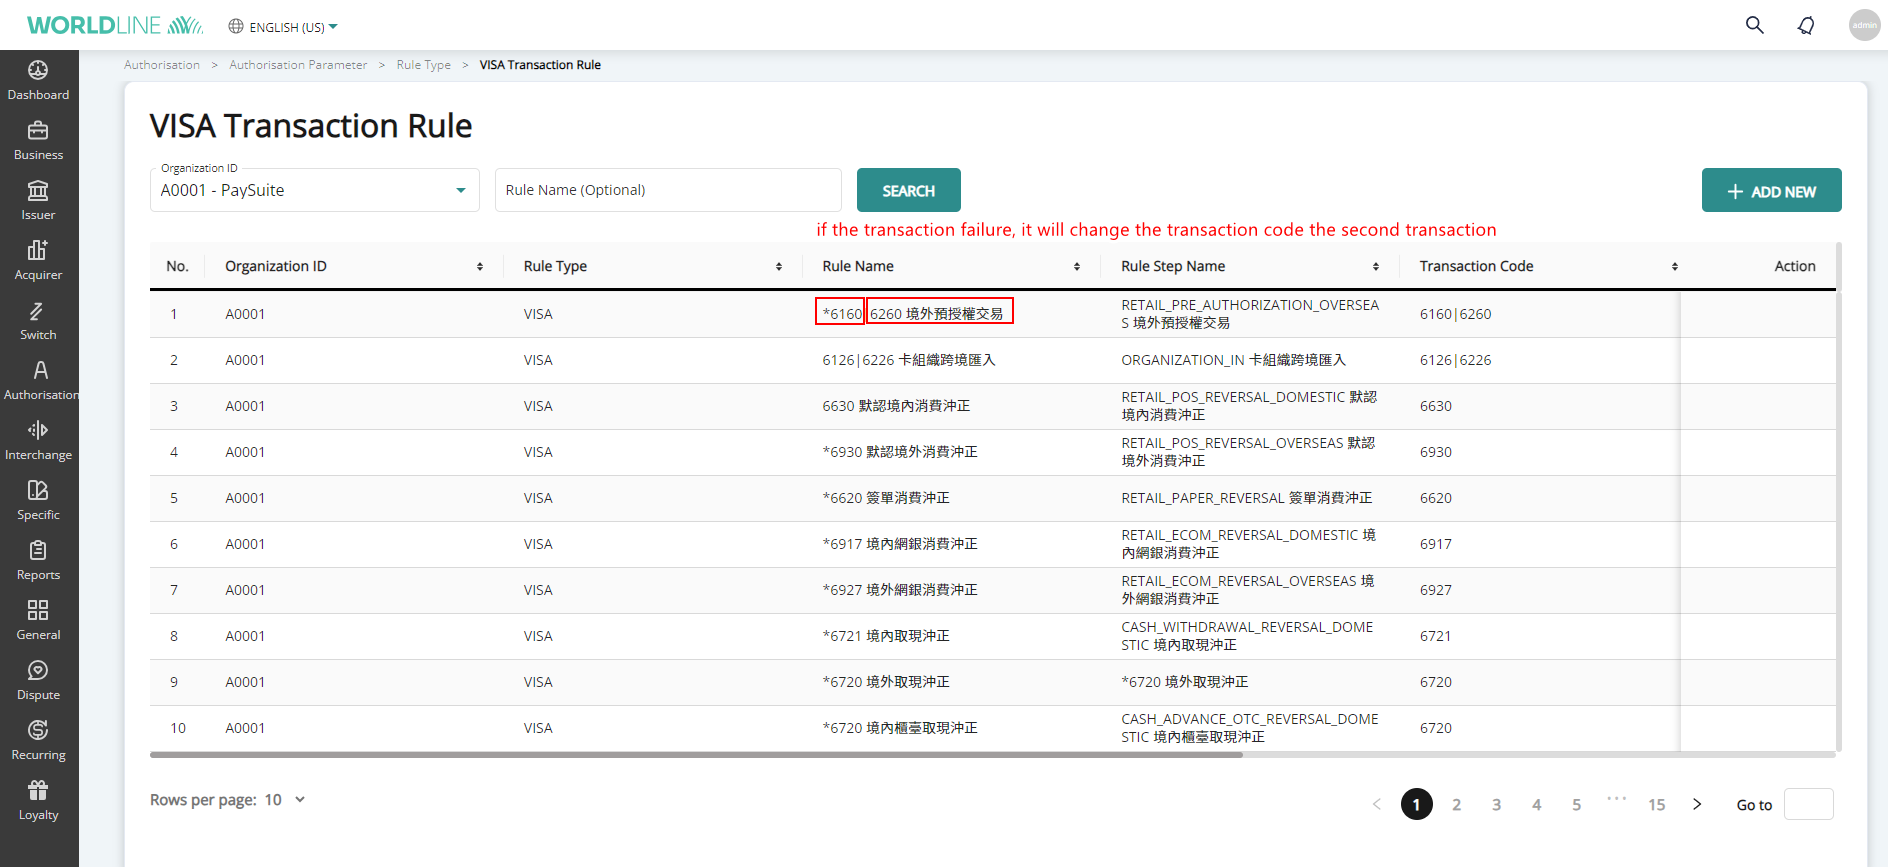 WORLDLINE
ENGLISH (US)
admin
Dashboard
Business
Issuer
Acquirer
Switch
Authorisation
Interchange
Specific
Reports
General
Dispute
Recurring
Loyalty
Authorisation > Authorisation Parameter > Rule Type > VISA Transaction Rule
VISA Transaction Rule
Organization ID
A0001 - PaySuite
Rule Name (Optional)
SEARCH
+ ADD NEW
if the transaction failure, it will change the transaction code the second transaction
No. Organization ID Rule Type Rule Name Rule Step Name Transaction Code Action
1 A0001 VISA *6160|6260 境外預授權交易 RETAIL_PRE_AUTHORIZATION_OVERSEA
S 境外預授權交易 6160|6260
2 A0001 VISA 6126|6226 卡組織跨境匯入 ORGANIZATION_IN 卡組織跨境匯入 6126|6226
3 A0001 VISA 6630 默認境內消費沖正 RETAIL_POS_REVERSAL_DOMESTIC 默認
境內消費沖正 6630
4 A0001 VISA *6930 默認境外消費沖正 RETAIL_POS_REVERSAL_OVERSEAS 默認
境外消費沖正 6930
5 A0001 VISA *6620 簽單消費沖正 RETAIL_PAPER_REVERSAL 簽單消費沖正 6620
6 A0001 VISA *6917 境內網銀消費沖正 RETAIL_ECOM_REVERSAL_DOMESTIC 境
內網銀消費沖正 6917
7 A0001 VISA *6927 境外網銀消費沖正 RETAIL_ECOM_REVERSAL_OVERSEAS 境
外網銀消費沖正 6927
8 A0001 VISA *6721 境內取現沖正 CASH_WITHDRAWAL_REVERSAL_DOME
STIC 境內取現沖正 6721
9 A0001 VISA *6720 境外取現沖正 *6720 境外取現沖正 6720
10 A0001 VISA *6720 境內櫃臺取現沖正 CASH_ADVANCE_OTC_REVERSAL_DOME
STIC 境內櫃臺取現沖正 6720
Rows per page: 10
< 1 2 3 4 5 ••• 15 > Go to